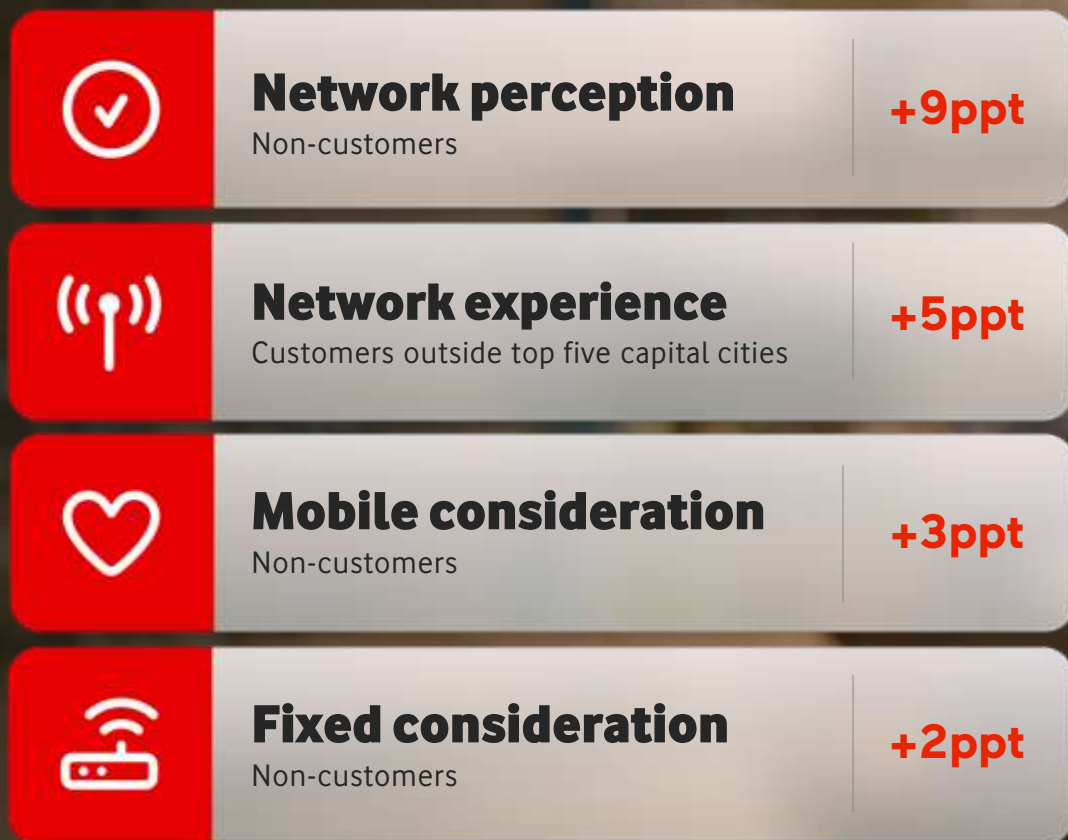 Network perception
Non-customers
+9ppt
Network experience
Customers outside top five capital cities
+5ppt
Mobile consideration
Non-customers
+3ppt
Fixed consideration
Non-customers
+2ppt